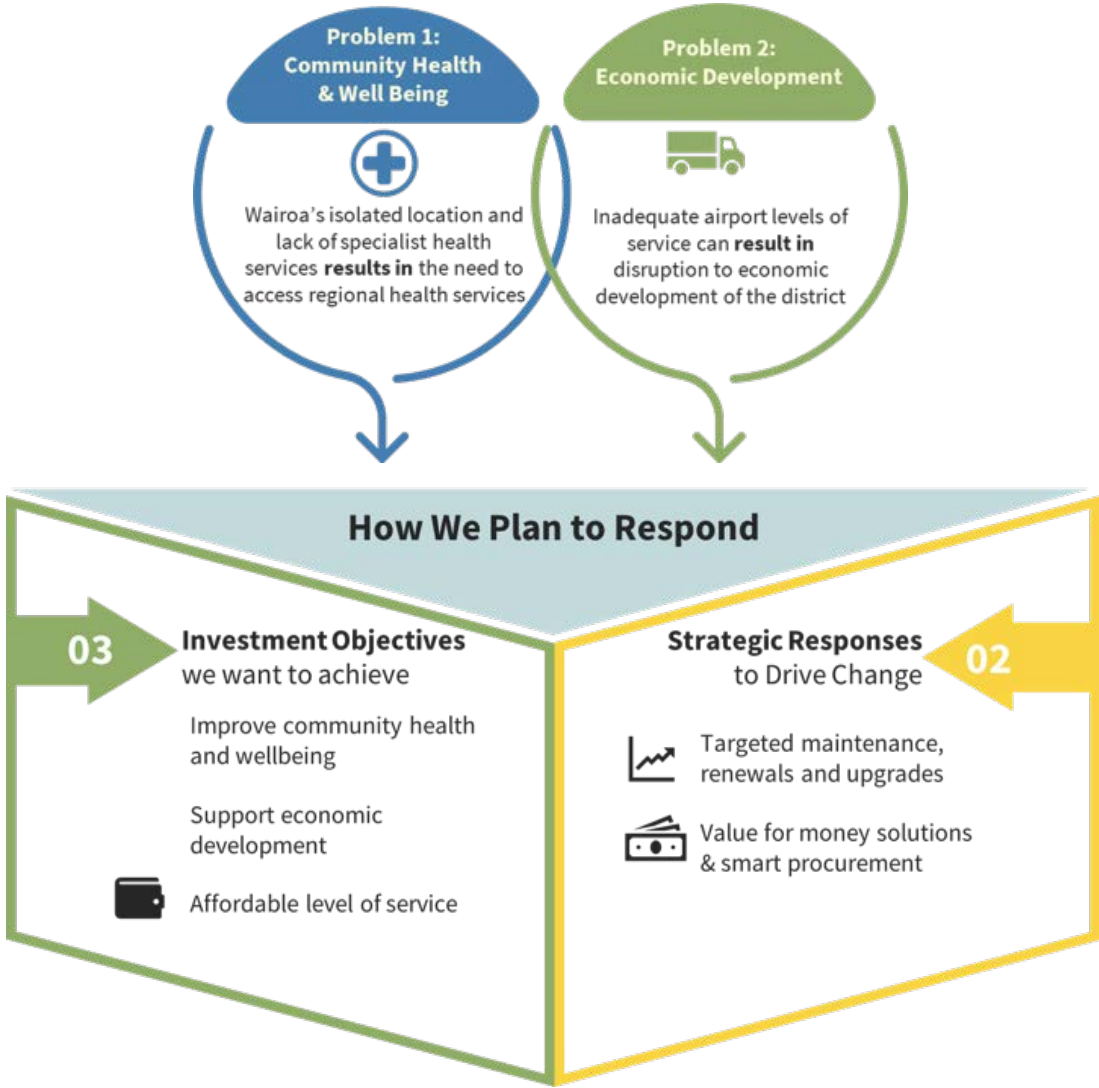 Problem 1:
Community Health
& Well Being
Wairoa's isolated location and
lack of specialist health
services results in the need to
access regional health services
Problem 2:
Economic Development
Inadequate airport levels of
service can result in
disruption to economic
development of the district
How We Plan to Respond
03
Investment Objectives
we want to achieve
Improve community health
and wellbeing
Support economic
development
Affordable level of service
Strategic Responses
to Drive Change
02
Targeted maintenance,
renewals and upgrades
Value for money solutions
& smart procurement